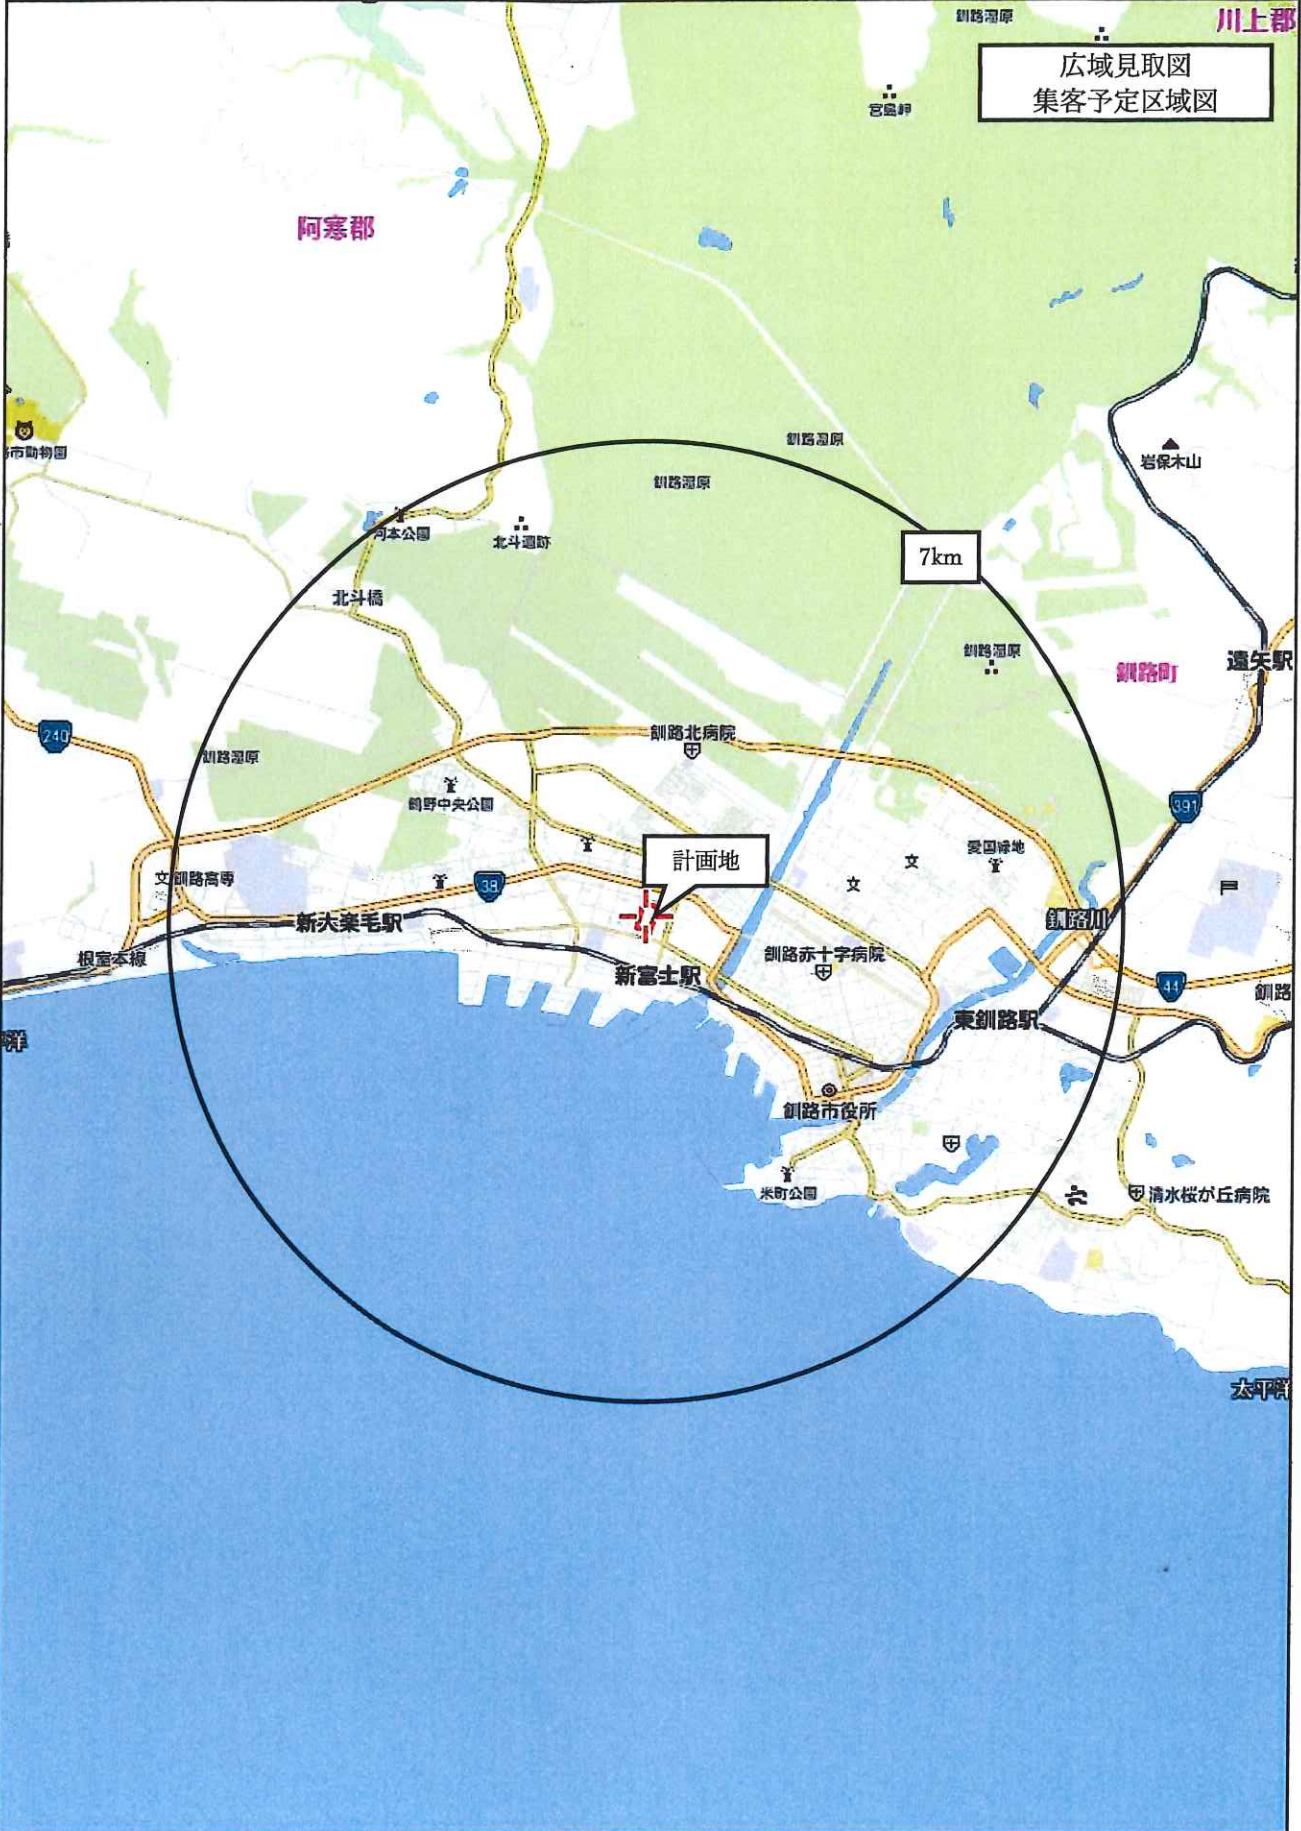 釧路湿原
川上郡
広域見取図
集客予定区域図
宮島岬
阿寒郡
市動物園
釧路湿原
岩保木山
釧路湿原
阿本公園
北斗遺跡
7km
北斗橋
釧路湿原
釧路町
遠矢駅
240
釧路北病院
釧路湿原
鶴野中央公園
391
計画地
愛国緑地
文
文
文
釧路高専
38
戸
新大楽毛駅
釧路川
根室本線
釧路赤十字病院
新富士駅
44
釧路
東釧路駅
洋
釧路市役所
米町公園
清水桜が丘病院
太平洋